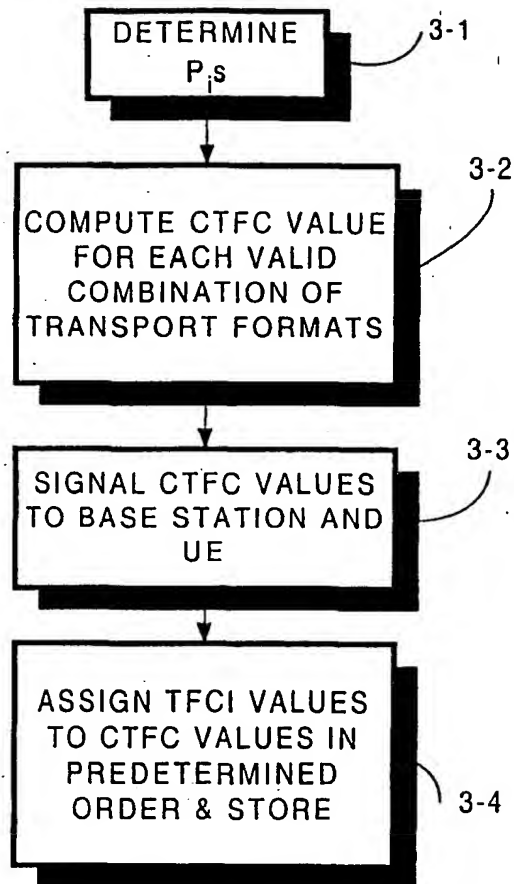 DETERMINE
Pis
3-1
3-2
COMPUTE CTFC VALUE
FOR EACH VALID
COMBINATION OF
TRANSPORT FORMATS
3-3
SIGNAL CTFC VALUES
TO BASE STATION AND
UE
ASSIGN TFCI VALUES
TO CTFC VALUES IN
PREDETERMINED
ORDER & STORE
3-4